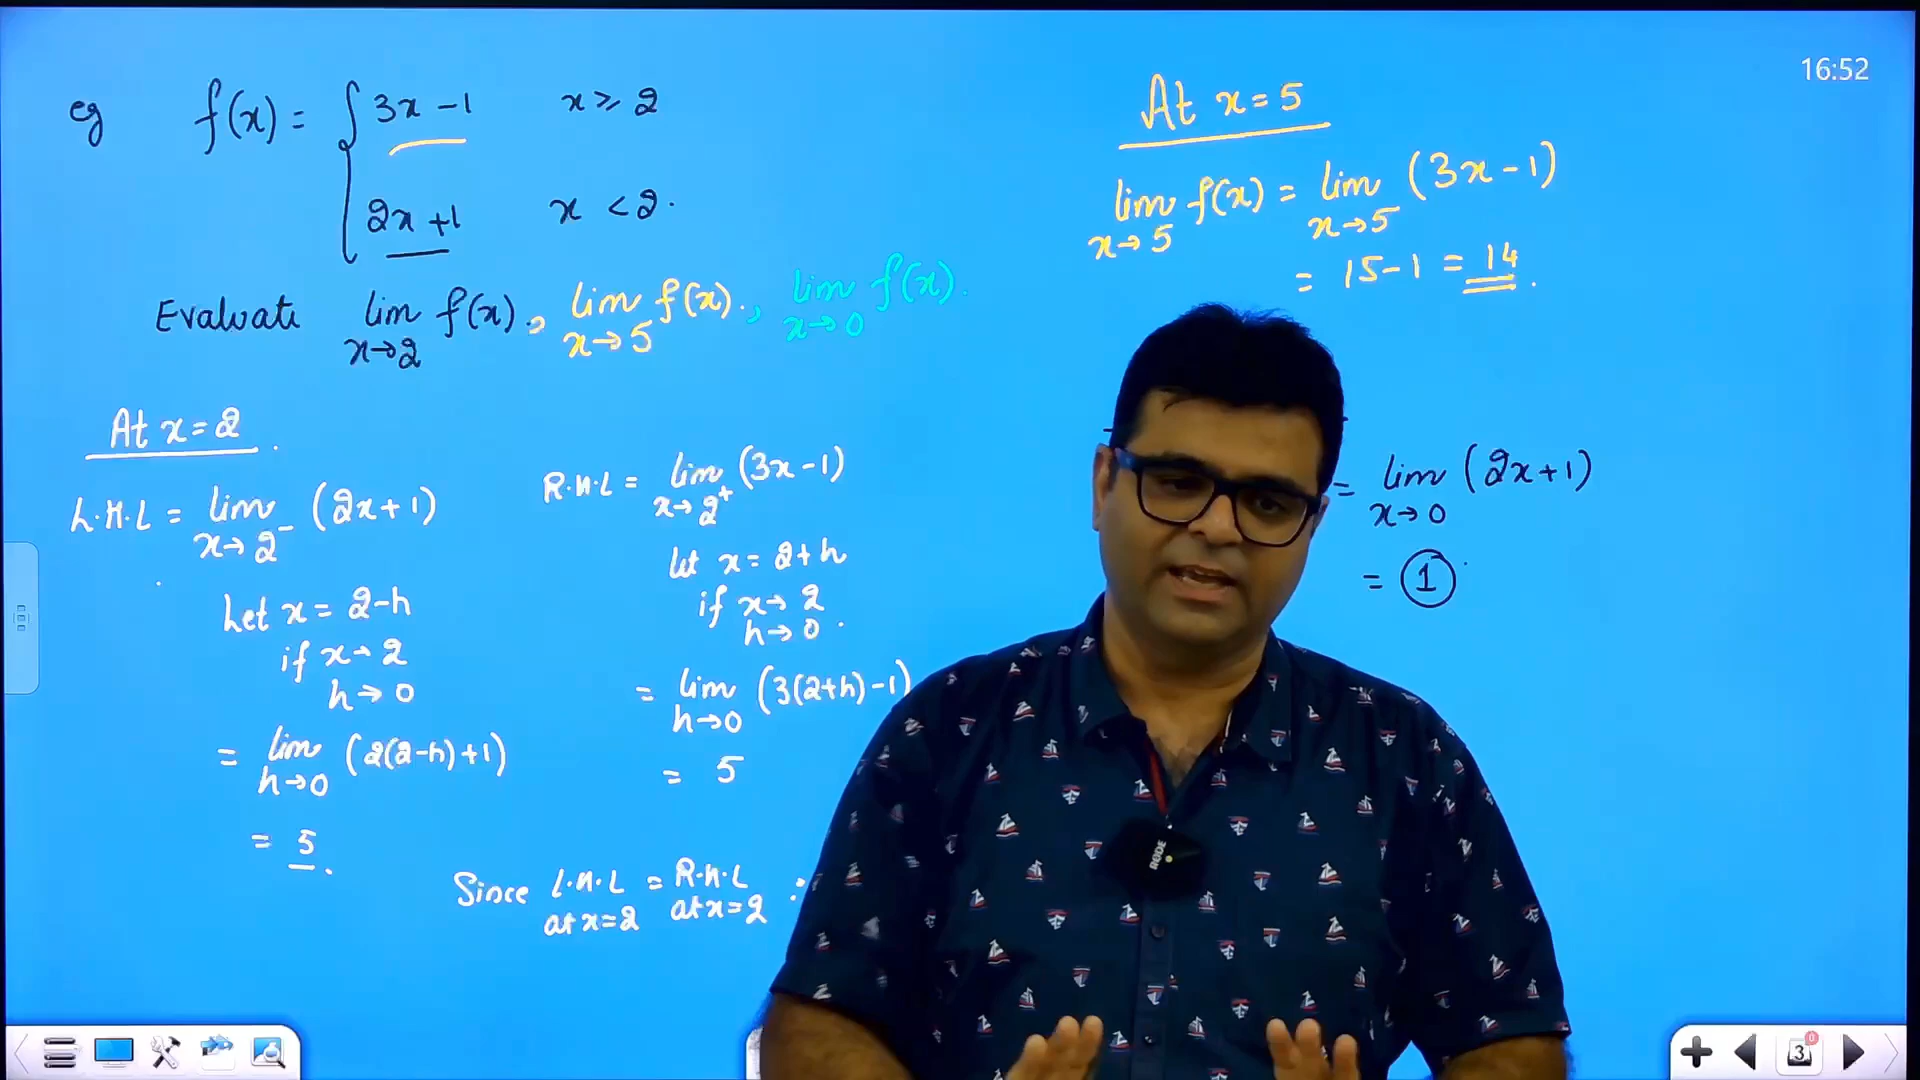 16:52
eg f(x) = { 3x - 1 x ≥ 2
2x + 1 x < 2.
Evaluate lim x→2 f(x), lim x→5 f(x)., lim x→0 f(x).
At x = 2
L.H.L = lim x→2⁻ (2x+1)
Let x = 2-h
if x→2
h→0
= lim h→0 (2(2-h)+1)
= 5.
R.H.L = lim x→2⁺ (3x-1)
let x = 2+h
if x→2
h→0.
= lim h→0 (3(2+h)-1)
= 5
Since L.H.L at x=2 = R.H.L at x=2
At x = 5
lim x→5 f(x) = lim x→5 (3x-1)
= 15-1 = 14.
= lim x→0 (2x+1)
= 1
RODE
3
0